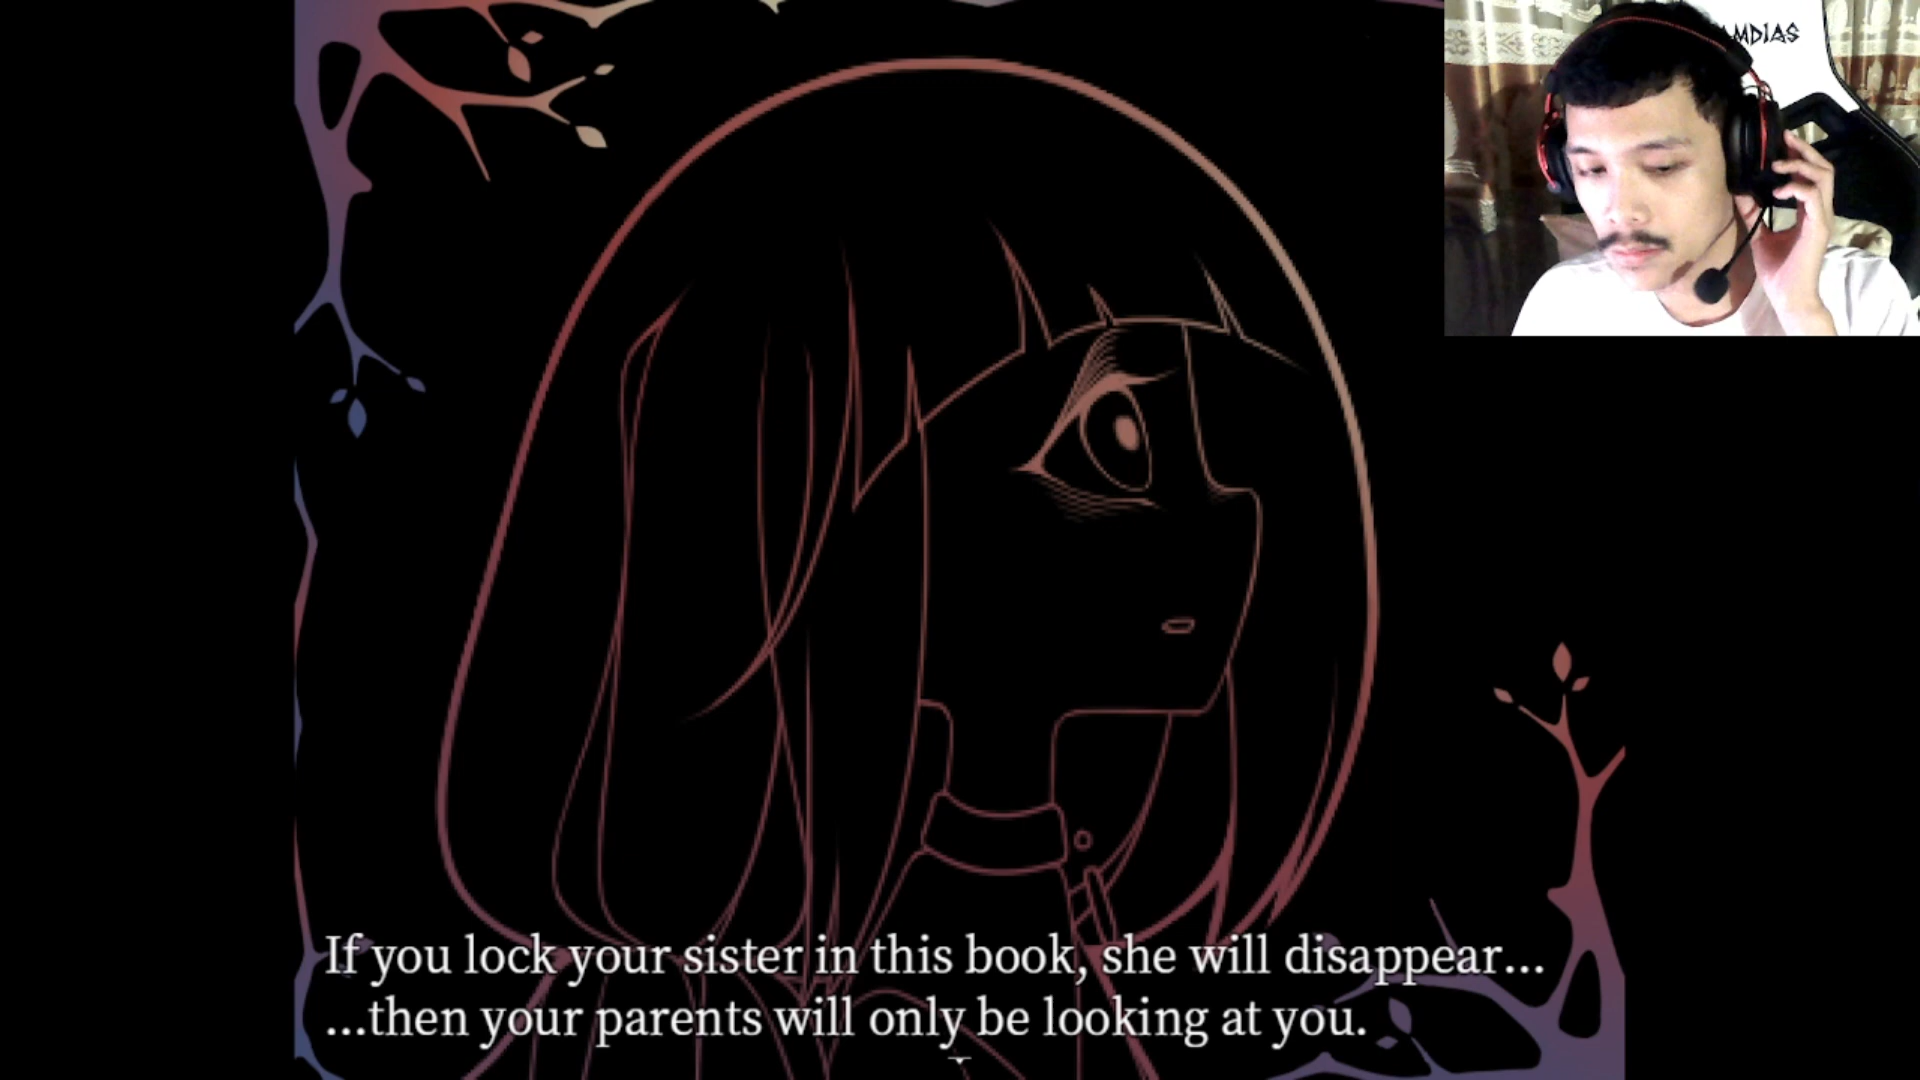 AMDIAS
If you lock your sister in this book, she will disappear...
...then your parents will only be looking at you.